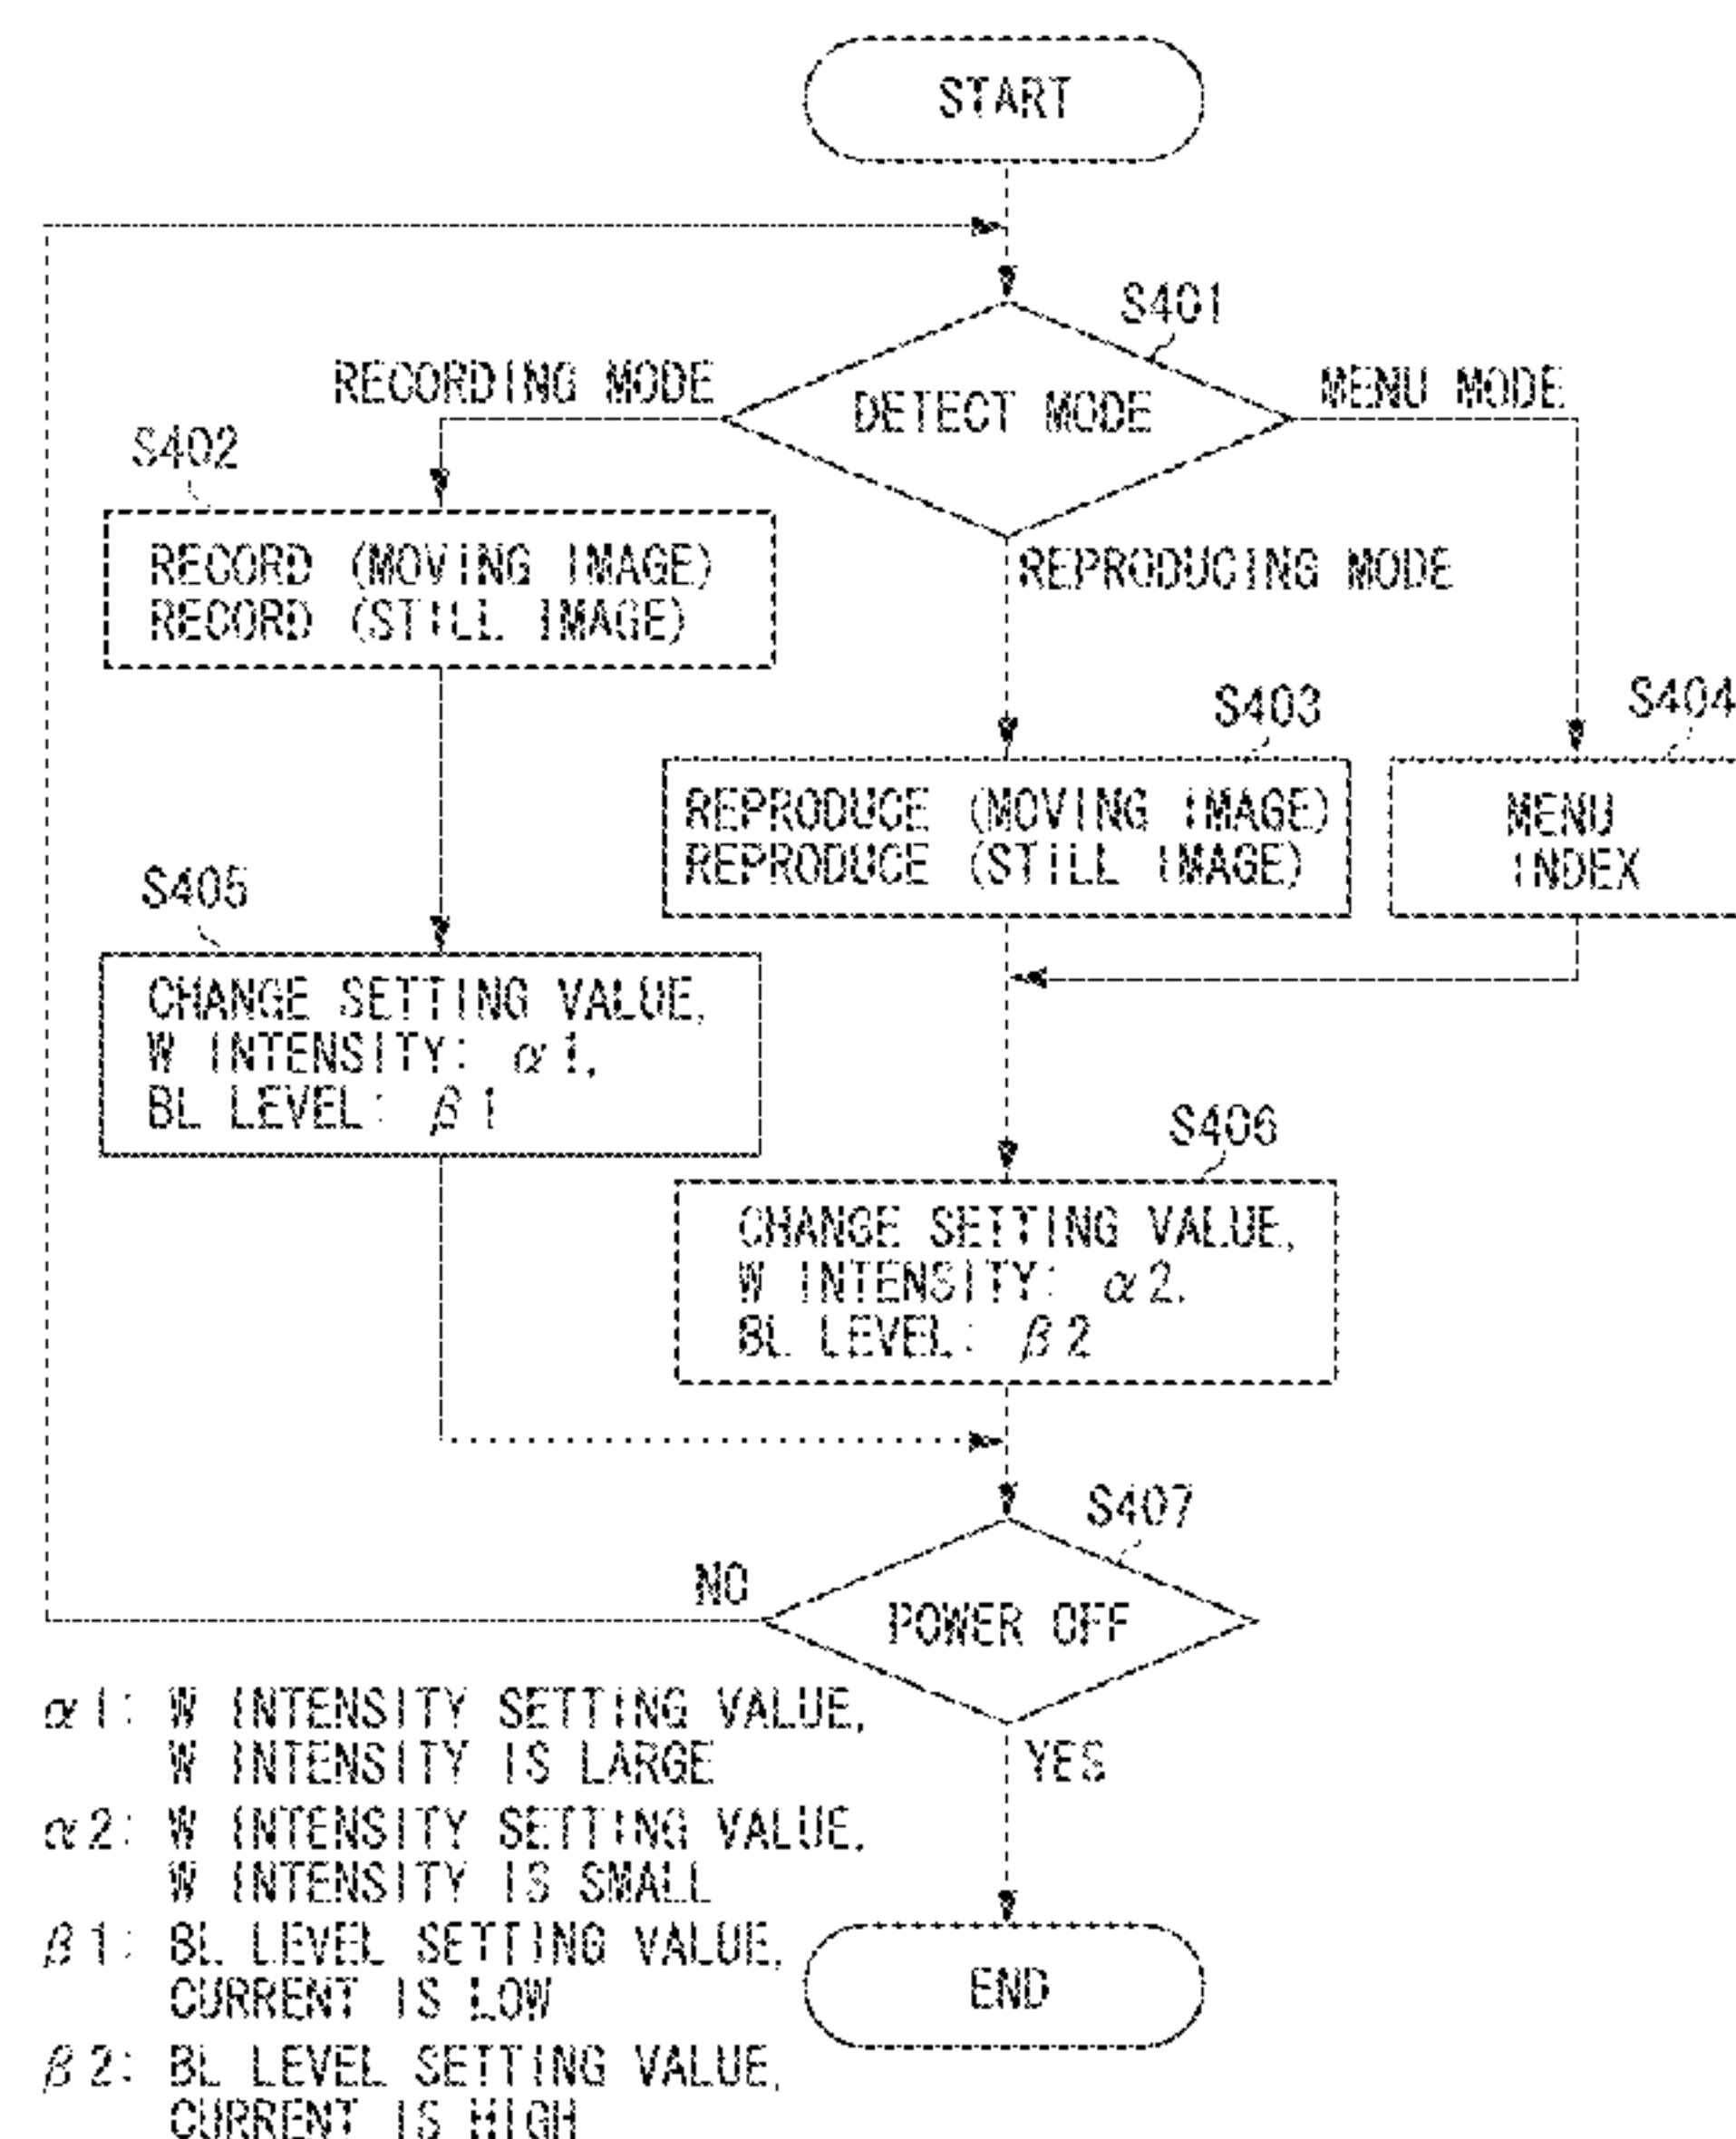 START
S401
RECORDING MODE
DETECT MODE
MENU MODE
S402
RECORD (MOVING IMAGE)
RECORD (STILL IMAGE)
REPRODUCING MODE
S403
S404
REPRODUCE (MOVING IMAGE)
REPRODUCE (STILL IMAGE)
MENU
INDEX
S405
CHANGE SETTING VALUE,
W INTENSITY: α1,
BL LEVEL: β1
S406
CHANGE SETTING VALUE,
W INTENSITY: α2,
BL LEVEL: β2
S407
NO
POWER OFF
YES
α1: W INTENSITY SETTING VALUE,
W INTENSITY IS LARGE
α2: W INTENSITY SETTING VALUE,
W INTENSITY IS SMALL
β1: BL LEVEL SETTING VALUE,
CURRENT IS LOW
β2: BL LEVEL SETTING VALUE,
CURRENT IS HIGH
END